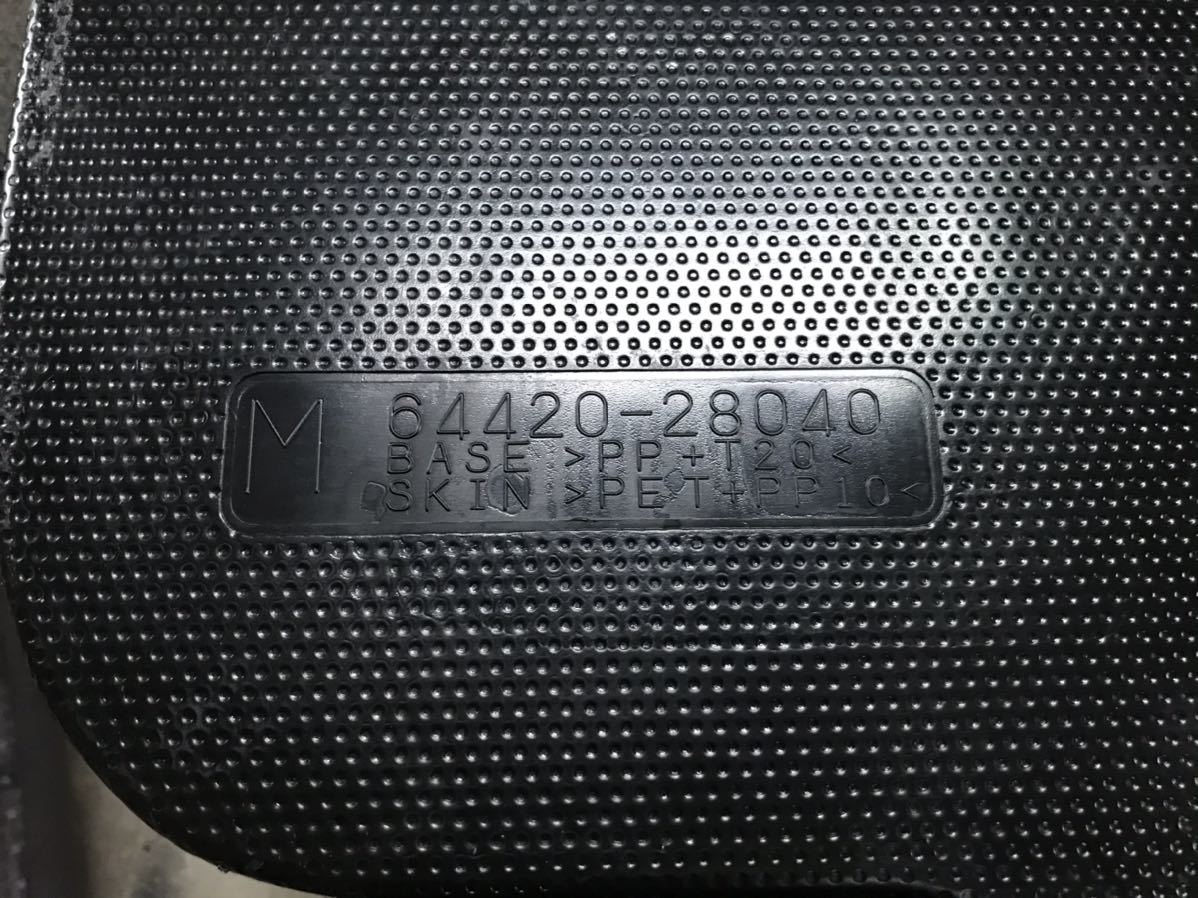 M 64420-28040
BASE >PP+T20<
SKIN >PET+PP10<